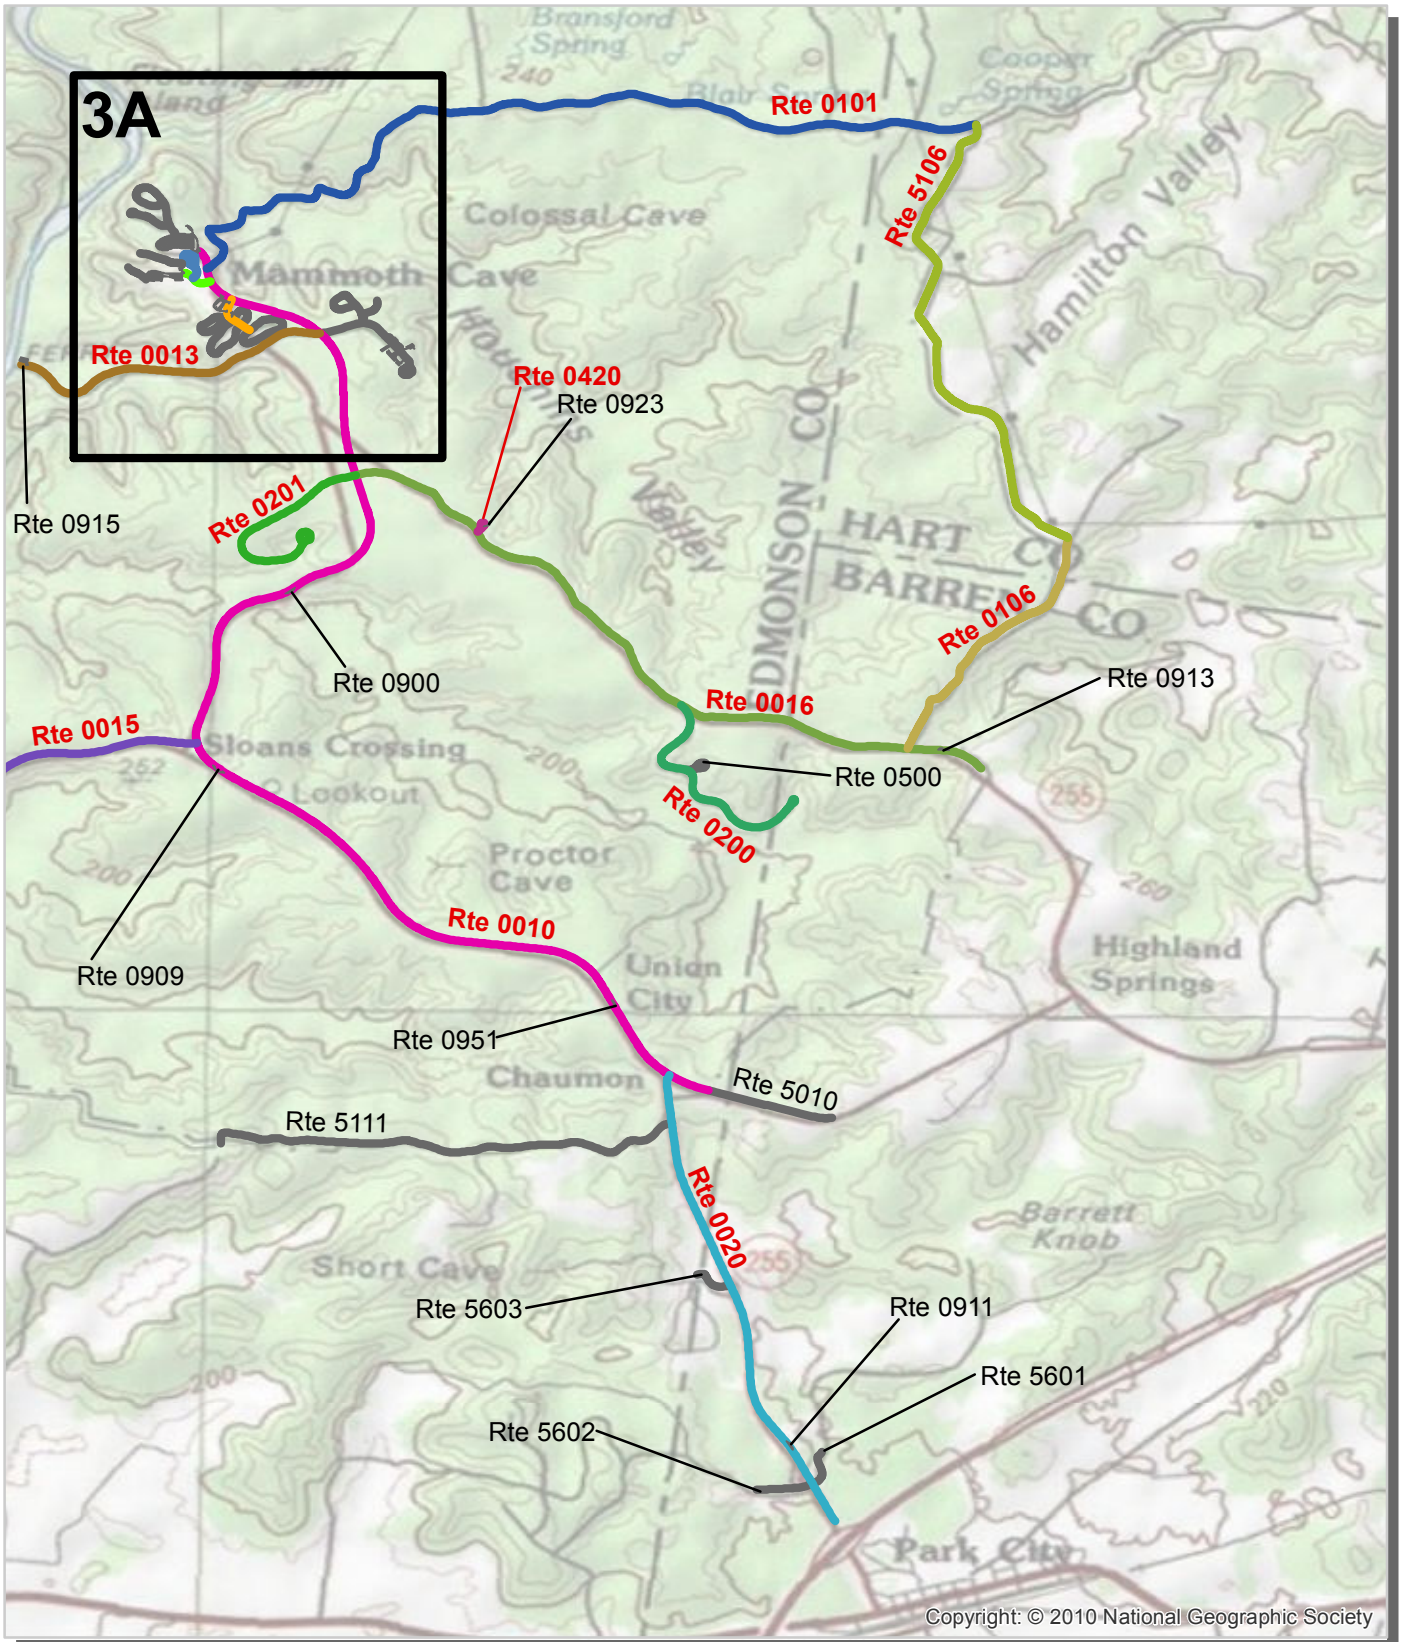 Bransford
Spring
240
Cooper
Spring
3A
Blair Spring
Rte 0101
Hamilton Valley
Rte 5106
Colossal Cave
Mammoth Cave
Rte 0013
Rte 0420
Rte 0923
Houchins
Valley
EDMONSON CO
Rte 0915
Rte 0201
HART CO
BARREN CO
Rte 0106
Rte 0900
Rte 0913
Rte 0016
Rte 0015
Sloans Crossing
252
Lookout
200
Rte 0500
255
Rte 0200
Proctor
Cave
200
260
Rte 0010
Highland
Springs
Rte 0909
Union
City
Rte 0951
Chaumon
Rte 5010
Rte 5111
Rte 0020
Barrett
Knob
255
Short Cave
Rte 5603
Rte 0911
200
Rte 5601
220
Rte 5602
Park City
Copyright: © 2010 National Geographic Society